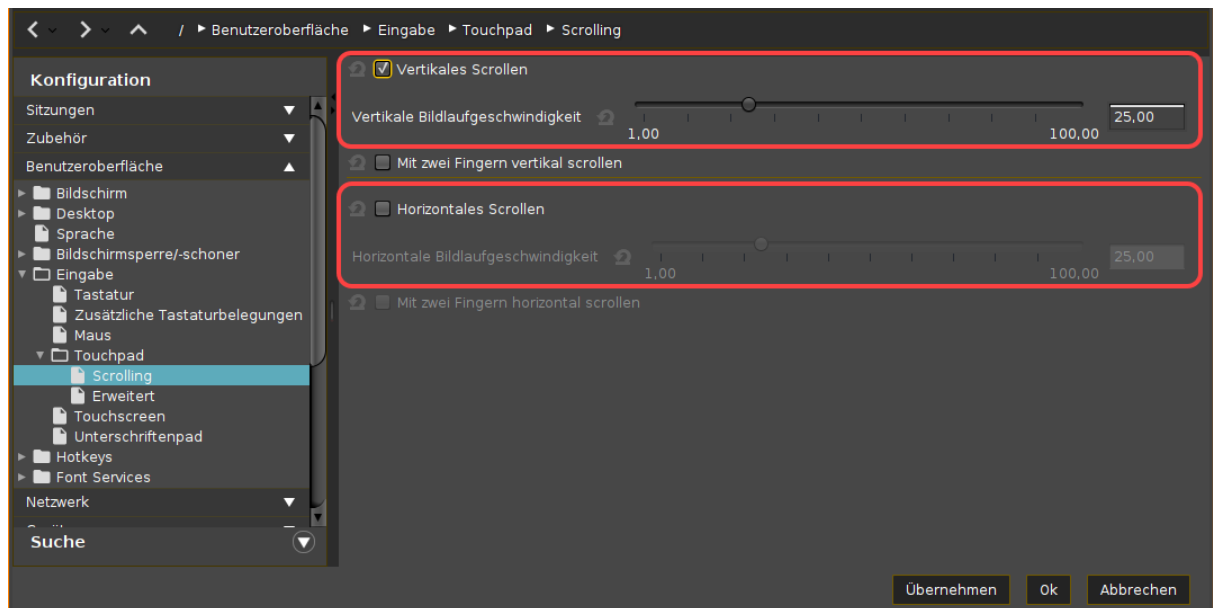 / Benutzeroberfläche Eingabe Touchpad Scrolling
Konfiguration
Sitzungen
Zubehör
Benutzeroberfläche
Bildschirm
Desktop
Sprache
Bildschirmsperre/-schoner
Eingabe
Tastatur
Zusätzliche Tastaturbelegungen
Maus
Touchpad
Scrolling
Erweitert
Touchscreen
Unterschriftenpad
Hotkeys
Font Services
Netzwerk
Suche
Vertikales Scrollen
Vertikale Bildlaufgeschwindigkeit 25,00
1,00 100,00
Mit zwei Fingern vertikal scrollen
Horizontales Scrollen
Horizontale Bildlaufgeschwindigkeit 25,00
1,00 100,00
Mit zwei Fingern horizontal scrollen
Übernehmen Ok Abbrechen